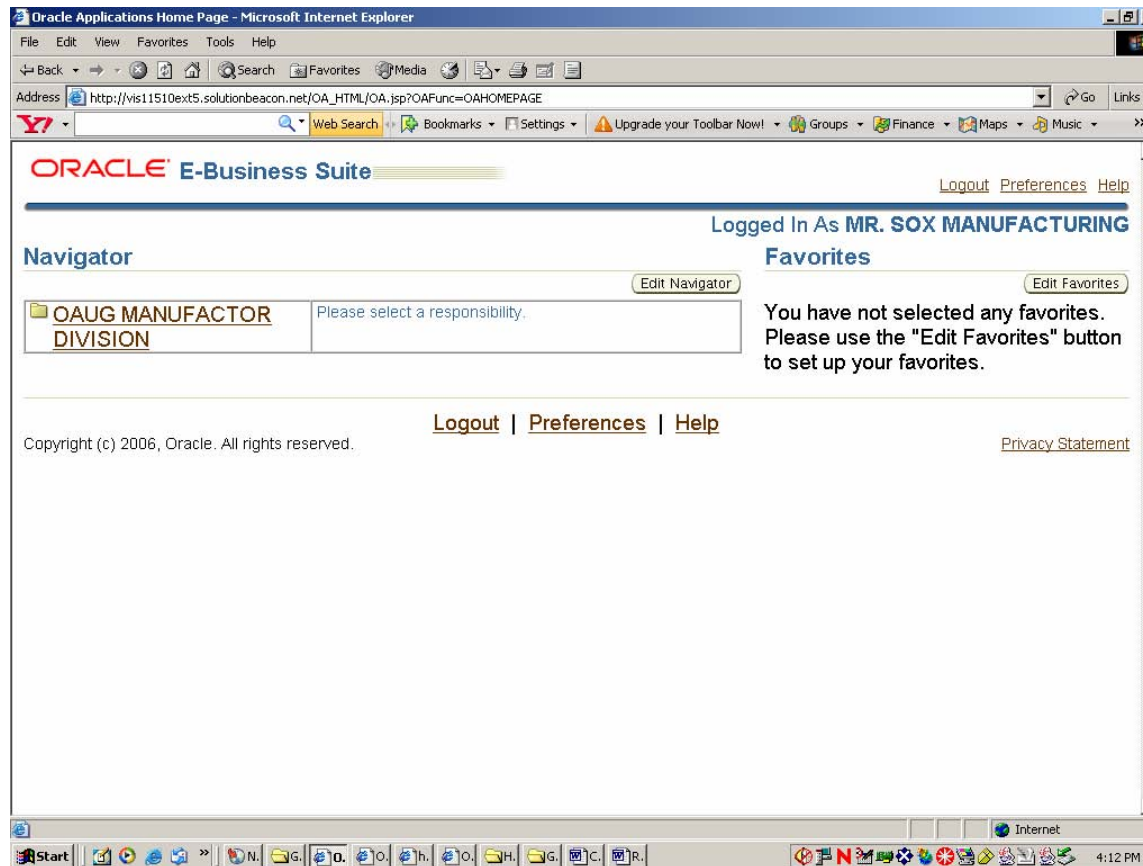 Oracle Applications Home Page - Microsoft Internet Explorer
File Edit View Favorites Tools Help
Back Search Favorites Media
Address http://vis11510ext5.solutionbeacon.net/OA_HTML/OA.jsp?OAFunc=OAHOMEPAGE Go Links
Y! Web Search Bookmarks Settings Upgrade your Toolbar Now! Groups Finance Maps Music
ORACLE E-Business Suite
Logout Preferences Help
Logged In As MR. SOX MANUFACTURING
Navigator
Edit Navigator
OAUG MANUFACTOR
DIVISION
Please select a responsibility.
Favorites
Edit Favorites
You have not selected any favorites.
Please use the "Edit Favorites" button
to set up your favorites.
Logout | Preferences | Help
Copyright (c) 2006, Oracle. All rights reserved.
Privacy Statement
Internet
Start N. G. O. O. h. O. H. G. C. R. N 4:12 PM